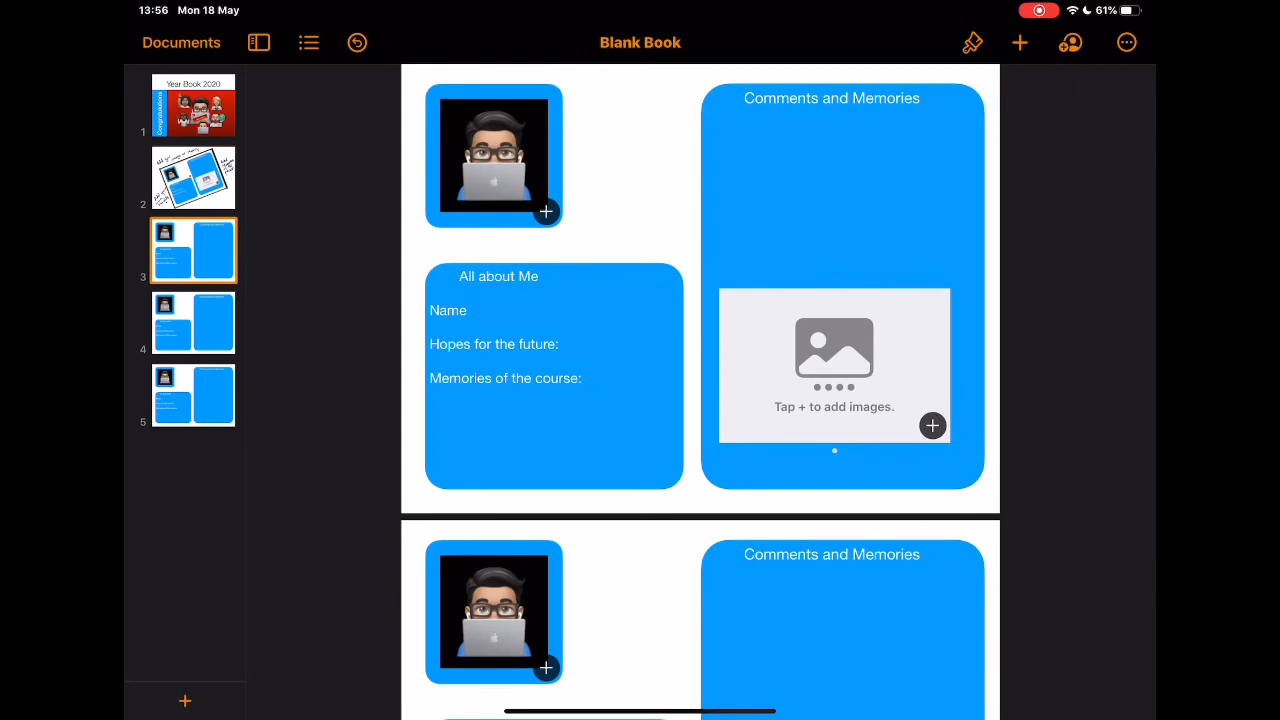 13:56 Mon 18 May
61%
Documents
Blank Book
1
Year Book 2020
Congratulations
2
3
4
5
Comments and Memories
All about Me
Name
Hopes for the future:
Memories of the course:
Tap + to add images.
Comments and Memories